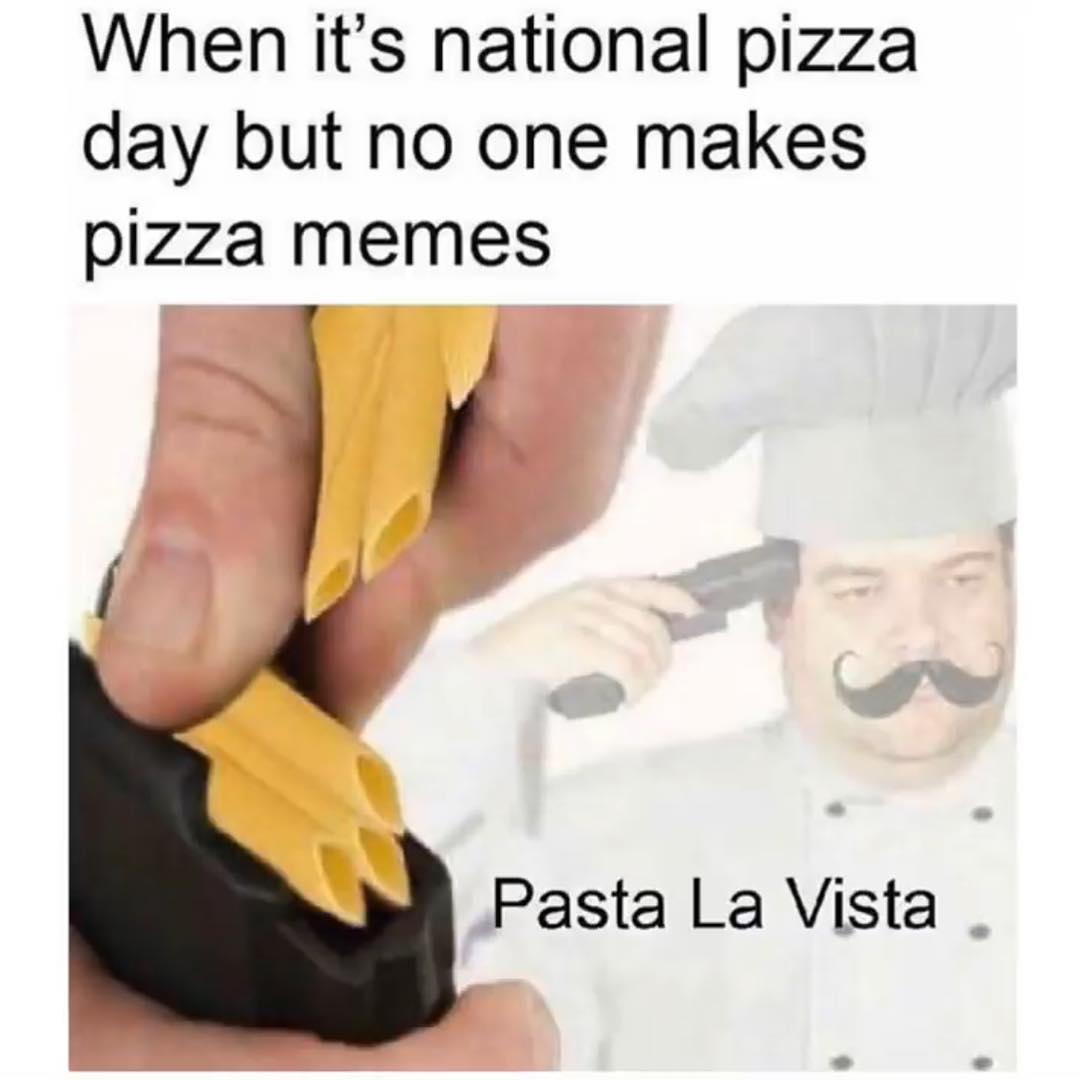 When it’s national pizza
day but no one makes
pizza memes
Pasta La Vista